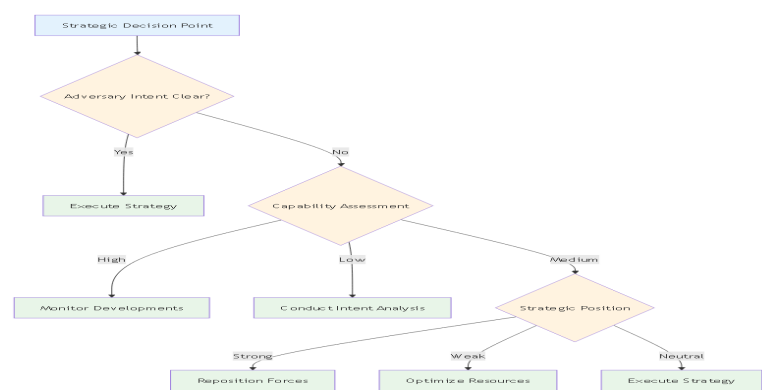 Strategic Decision Point
Adversary Intent Clear?
Yes
No
Execute Strategy
Capability Assessment
High
Low
Medium
Monitor Developments
Conduct Intent Analysis
Strategic Position
Strong
Weak
Neutral
Reposition Forces
Optimize Resources
Execute Strategy